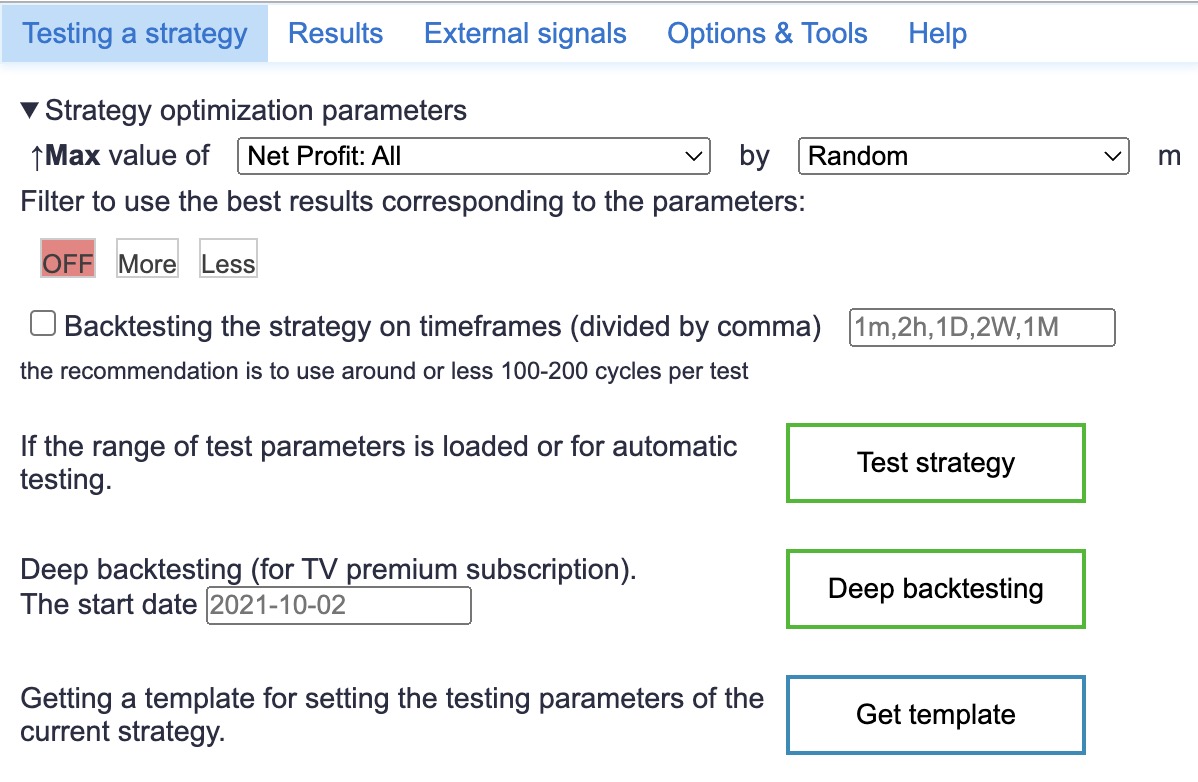 Testing a strategy Results External signals Options & Tools Help
▼ Strategy optimization parameters
↑Max value of Net Profit: All by Random m
Filter to use the best results corresponding to the parameters:
OFF More Less
Backtesting the strategy on timeframes (divided by comma) 1m,2h,1D,2W,1M
the recommendation is to use around or less 100-200 cycles per test
If the range of test parameters is loaded or for automatic
testing.
Test strategy
Deep backtesting (for TV premium subscription).
The start date 2021-10-02
Deep backtesting
Getting a template for setting the testing parameters of the
current strategy.
Get template